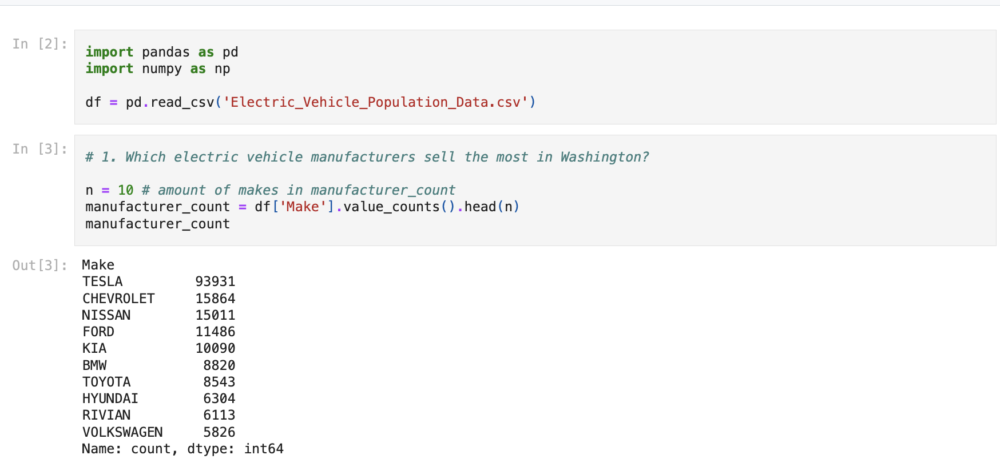 In [2]:
import pandas as pd
import numpy as np
df = pd.read_csv('Electric_Vehicle_Population_Data.csv')
In [3]:
# 1. Which electric vehicle manufacturers sell the most in Washington?
n = 10 # amount of makes in manufacturer_count
manufacturer_count = df['Make'].value_counts().head(n)
manufacturer_count
Out[3]:
Make
TESLA 93931
CHEVROLET 15864
NISSAN 15011
FORD 11486
KIA 10090
BMW 8820
TOYOTA 8543
HYUNDAI 6304
RIVIAN 6113
VOLKSWAGEN 5826
Name: count, dtype: int64